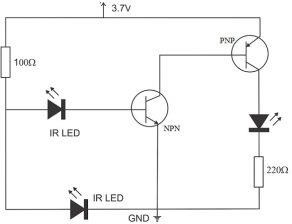 3.7V
PNP
100Ω
IR LED
NPN
220Ω
IR LED
GND